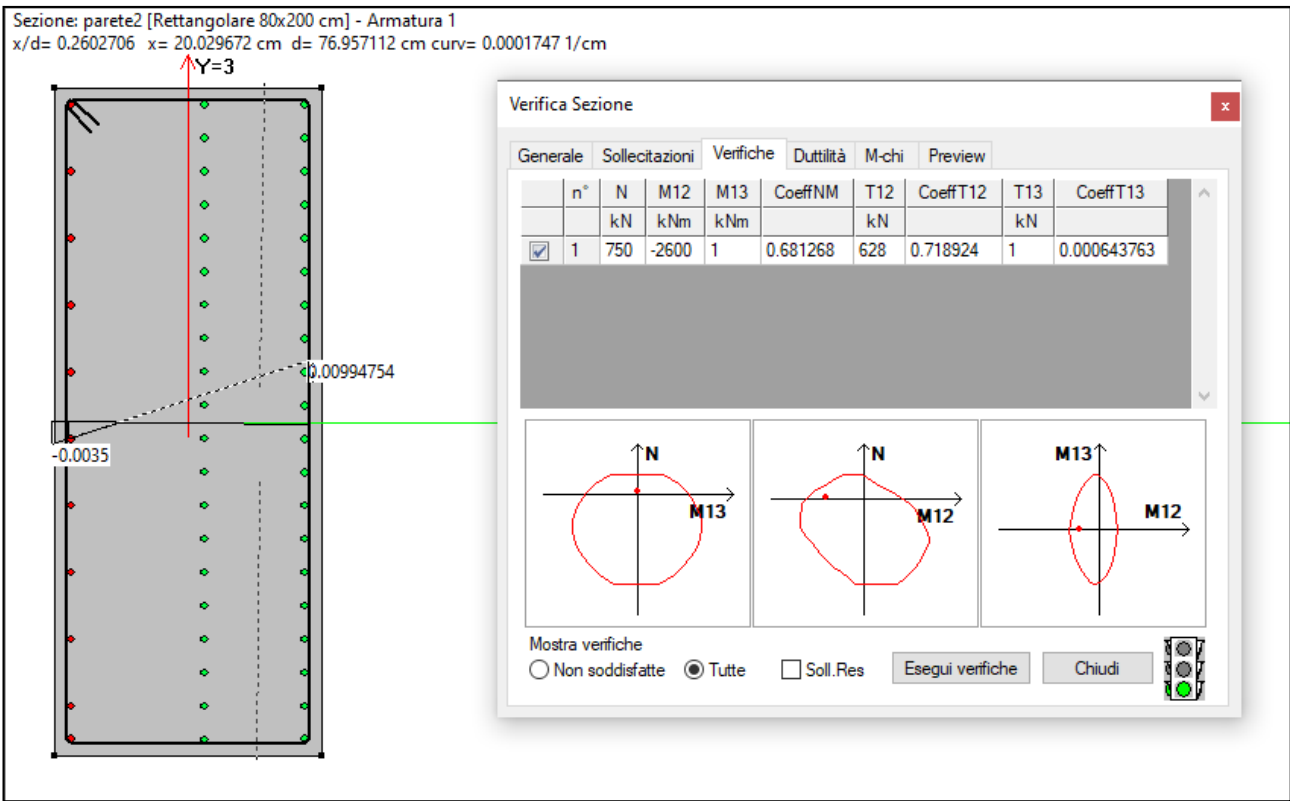 Sezione: parete2 [Rettangolare 80x200 cm] - Armatura 1
x/d= 0.2602706 x= 20.029672 cm d= 76.957112 cm curv= 0.0001747 1/cm
Y=3
0.00994754
-0.0035
Verifica Sezione
x
Generale Sollecitazioni Verifiche Duttilità M-chi Preview
n° N M12 M13 CoeffNM T12 CoeffT12 T13 CoeffT13
kN kNm kNm kN kN
1 750 -2600 1 0.681268 628 0.718924 1 0.000643763
N
M13
N
M12
M13
M12
Mostra verifiche
Non soddisfatte Tutte Soll.Res Esegui verifiche Chiudi